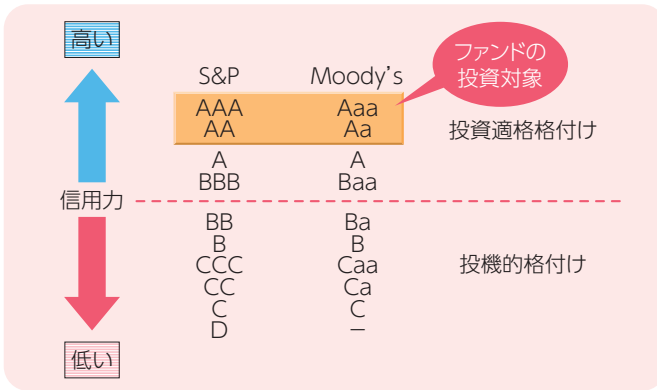 高い
ファンドの
投資対象
S&P Moody's
AAA Aaa
AA Aa
投資適格格付け
A A
BBB Baa
信用力
BB Ba
B B
CCC Caa
投機的格付け
CC Ca
C C
D －
低い